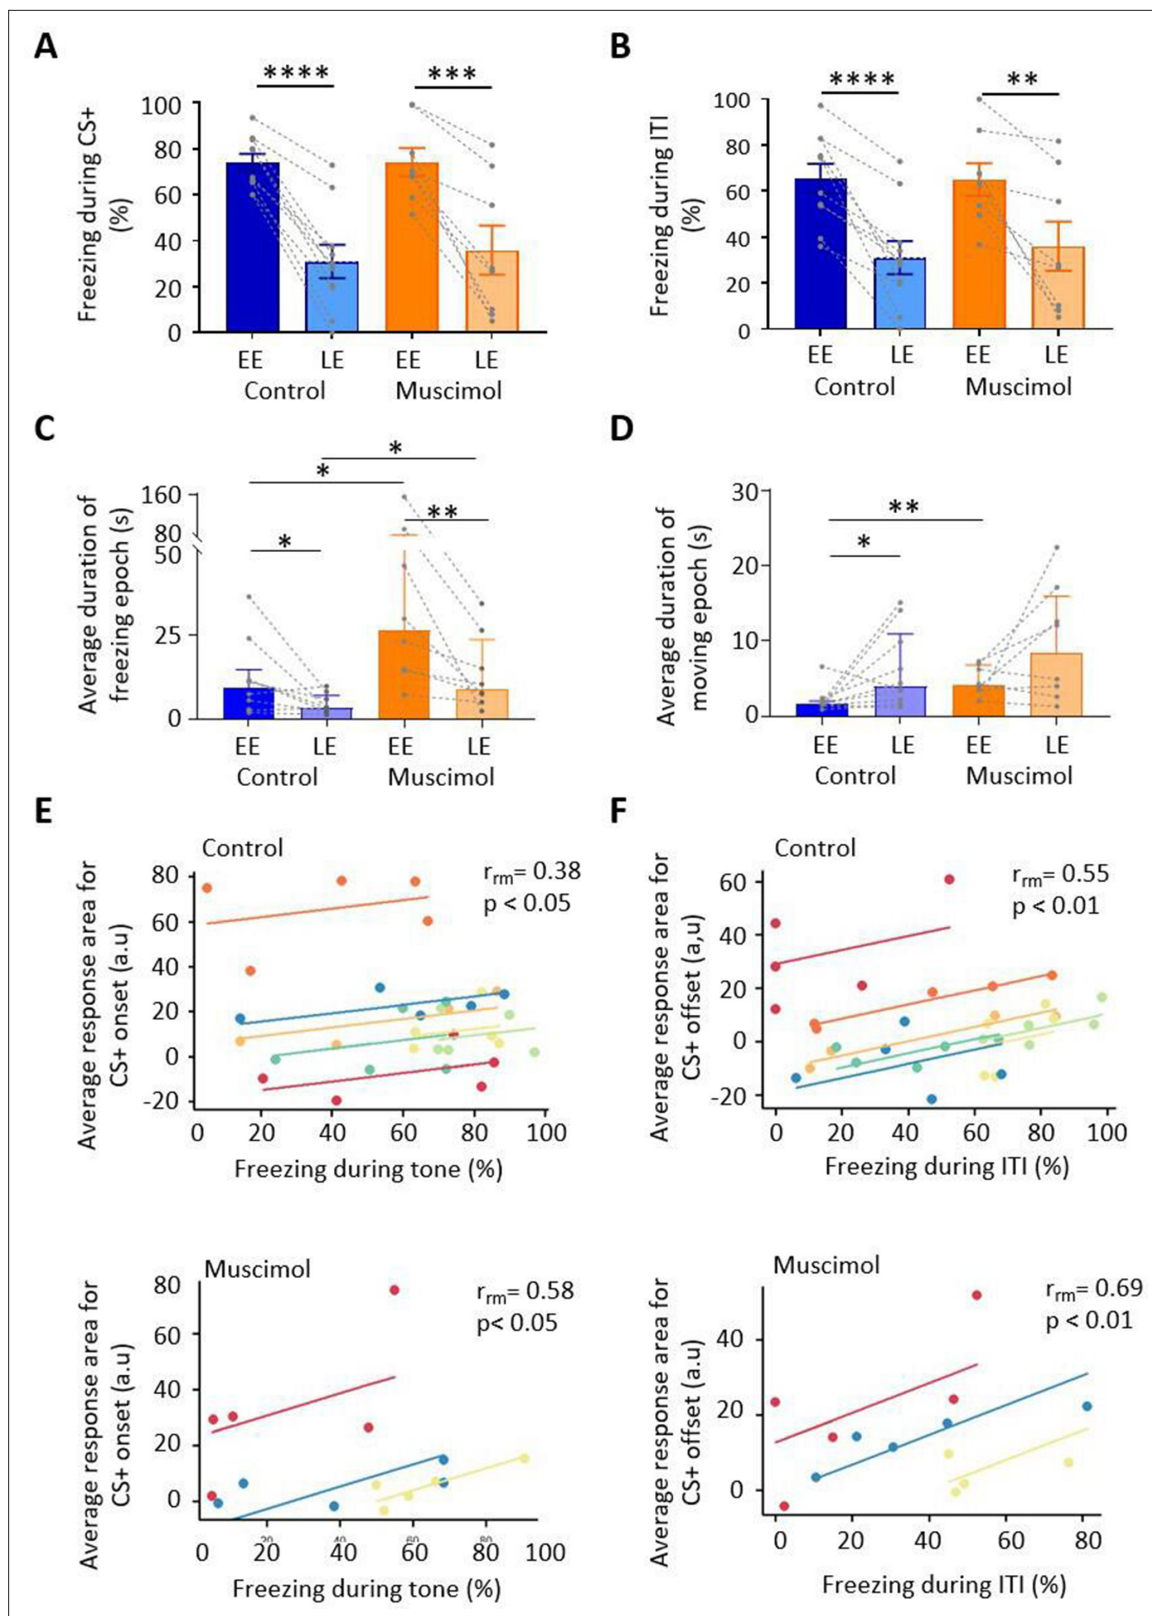 A
Freezing during CS+
(%)
100
80
60
40
20
0
****
***
EE
LE
EE
LE
Control
Muscimol
B
Freezing during ITI
(%)
100
80
60
40
20
0
****
**
EE
LE
EE
LE
Control
Muscimol
C
Average duration of
freezing epoch (s)
160
80
50
25
0
*
*
*
**
EE
LE
EE
LE
Control
Muscimol
D
Average duration of
moving epoch (s)
30
20
10
0
**
*
EE
LE
EE
LE
Control
Muscimol
E
Control
rrm= 0.38
p < 0.05
Average response area for
CS+ onset (a.u)
80
60
40
20
0
-20
0 20 40 60 80 100
Freezing during tone (%)
F
Control
rrm= 0.55
p < 0.01
Average response area for
CS+ offset (a,u)
60
40
20
0
-20
0 20 40 60 80 100
Freezing during ITI (%)
Muscimol
rrm= 0.58
p< 0.05
Average response area for
CS+ onset (a.u)
80
60
40
20
0
20 40 60 80
0 20 40 60 80 100
Freezing during tone (%)
Muscimol
rrm= 0.69
p < 0.01
Average response area for
CS+ offset (a.u)
40
20
0
0 20 40 60 80
Freezing during ITI (%)